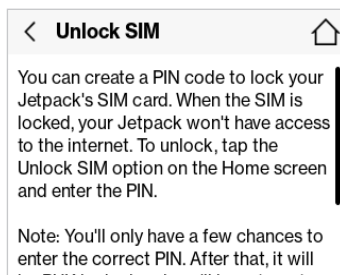 Unlock SIM
You can create a PIN code to lock your
Jetpack's SIM card. When the SIM is
locked, your Jetpack won't have access
to the internet. To unlock, tap the
Unlock SIM option on the Home screen
and enter the PIN.
Note: You'll only have a few chances to
enter the correct PIN. After that, it will